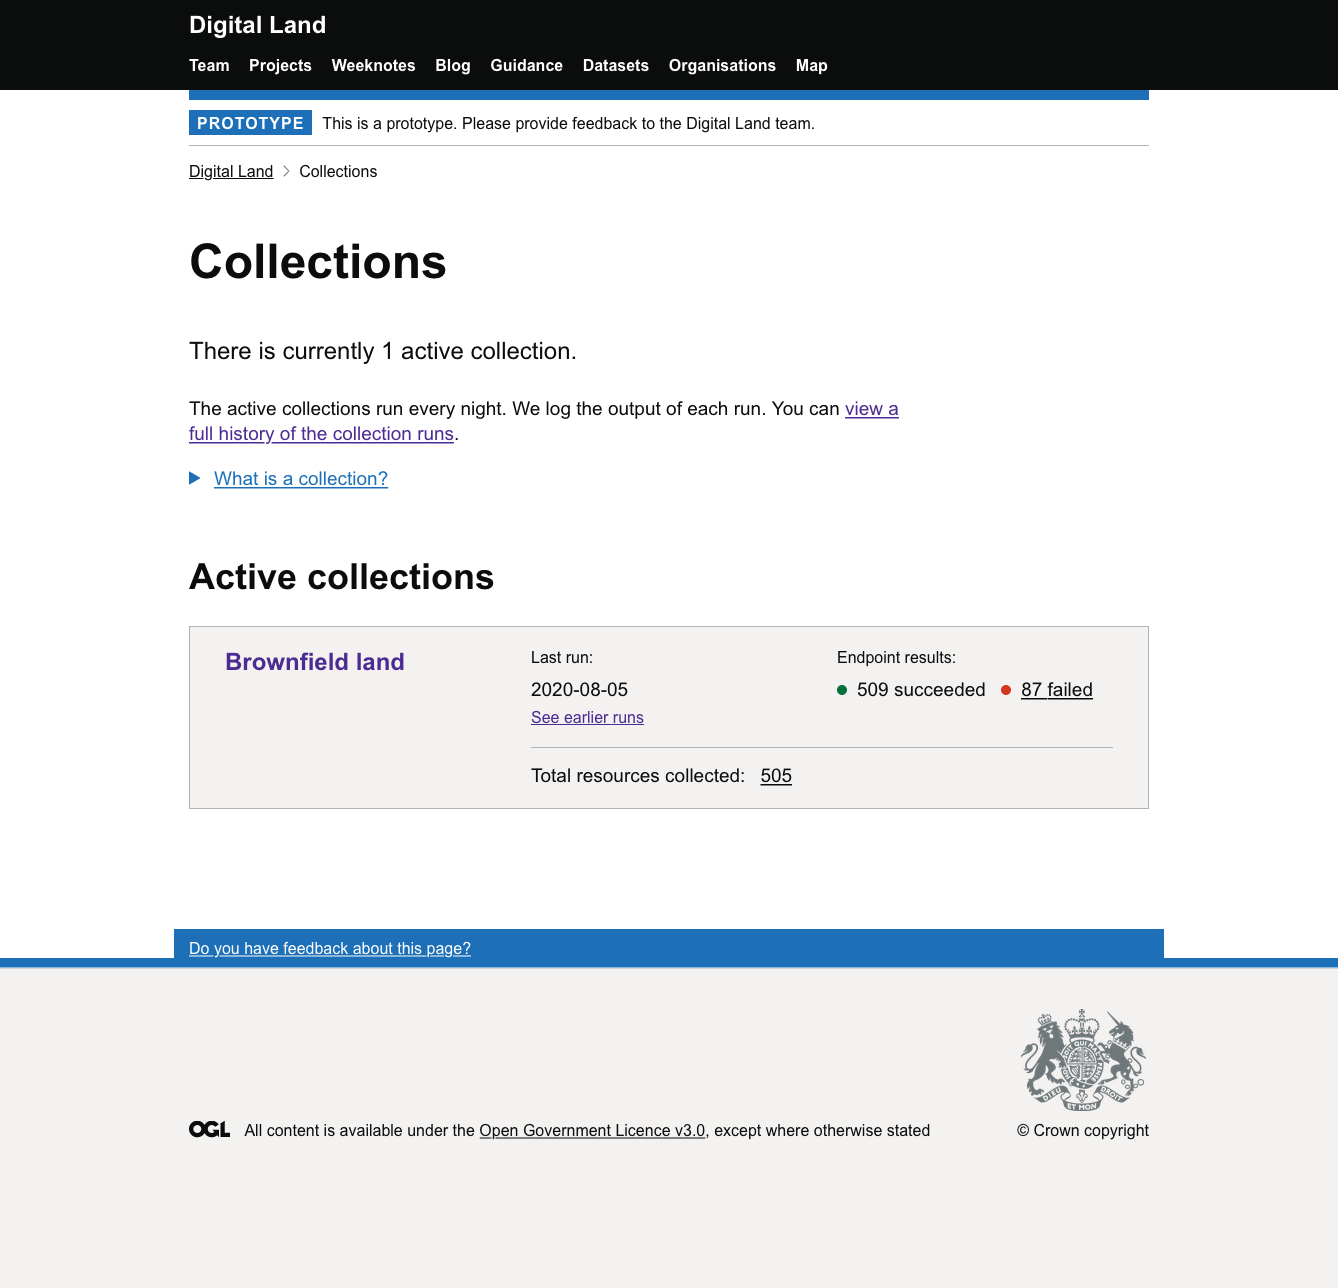 Digital Land
Team Projects Weeknotes Blog Guidance Datasets Organisations Map
PROTOTYPE This is a prototype. Please provide feedback to the Digital Land team.
Digital Land Collections
Collections
There is currently 1 active collection.
The active collections run every night. We log the output of each run. You can view a
full history of the collection runs.
What is a collection?
Active collections
Brownfield land
Last run:
2020-08-05
See earlier runs
Endpoint results:
509 succeeded 87 failed
Total resources collected: 505
Do you have feedback about this page?
DIEU ET MON DROIT
OGL All content is available under the Open Government Licence v3.0, except where otherwise stated
© Crown copyright